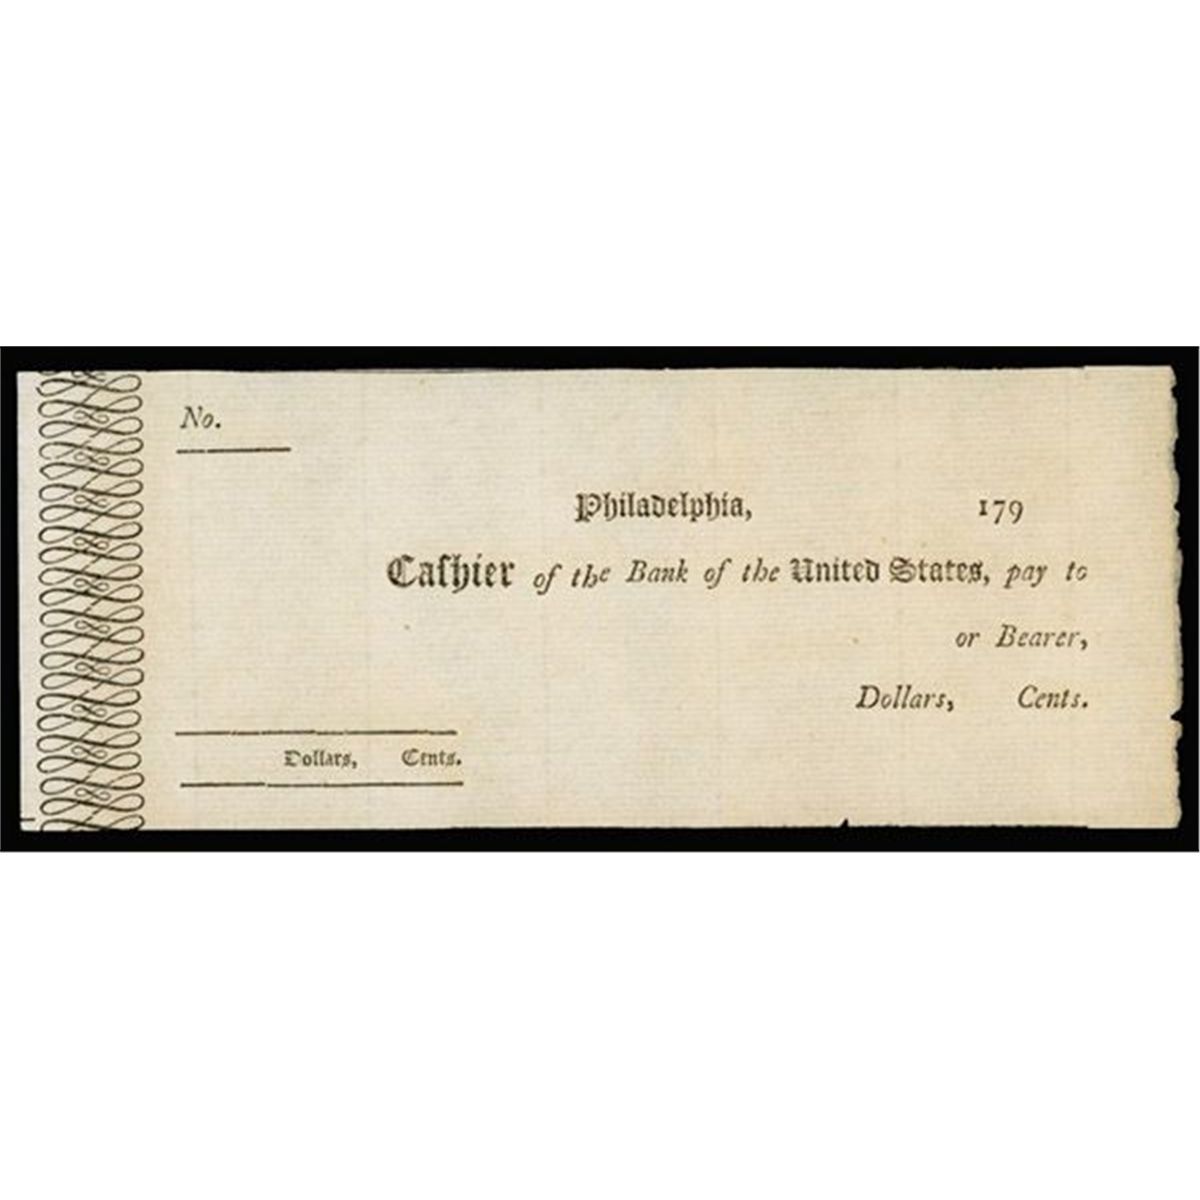 No.
Philadelphia, 179
Caſhier of the Bank of the United States, pay to
or Bearer,
Dollars, Cents.
Dollars, Cents.